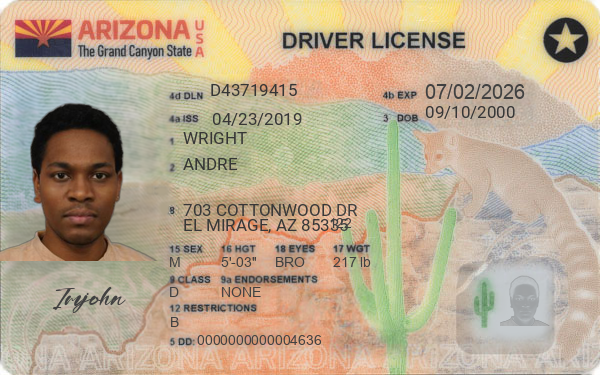 ARIZONA USA
The Grand Canyon State
DRIVER LICENSE
4d DLN D43719415
4b EXP 07/02/2026
4a ISS 04/23/2019
3 DOB 09/10/2000
1 WRIGHT
2 ANDRE
8 703 COTTONWOOD DR
EL MIRAGE, AZ
15 SEX 16 HGT 18 EYES 17 WGT
M 5'-03" BRO 217 lb
9 CLASS 9a ENDORSEMENTS
D NONE
12 RESTRICTIONS
B
5 DD: 0000000000004636
ARIZONA ARIZONA ARIZONA ARIZONA